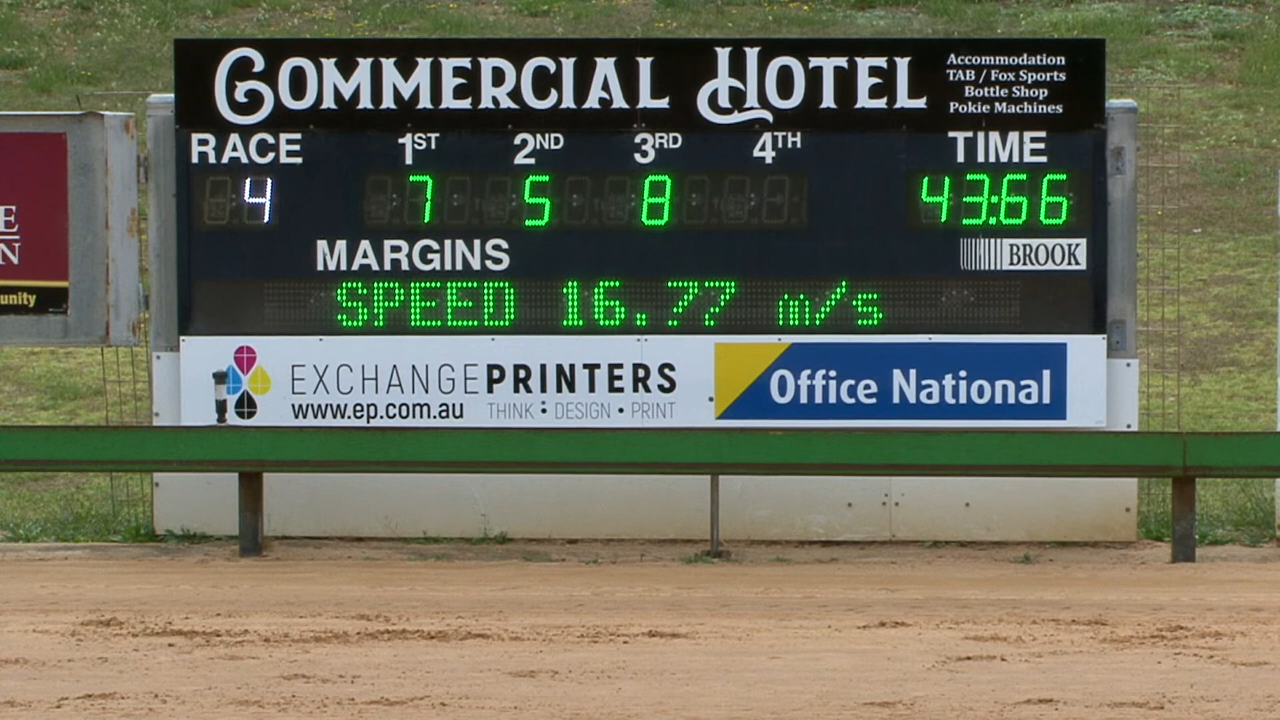 COMMERCIAL HOTEL
Accommodation
TAB / Fox Sports
Bottle Shop
Pokie Machines
RACE 1ST 2ND 3RD 4TH TIME
4 7 5 8 43:66
MARGINS
BROOK
SPEED 16.77 m/s
EXCHANGEPRINTERS
www.ep.com.au THINK : DESIGN • PRINT
Office National
E
N
unity